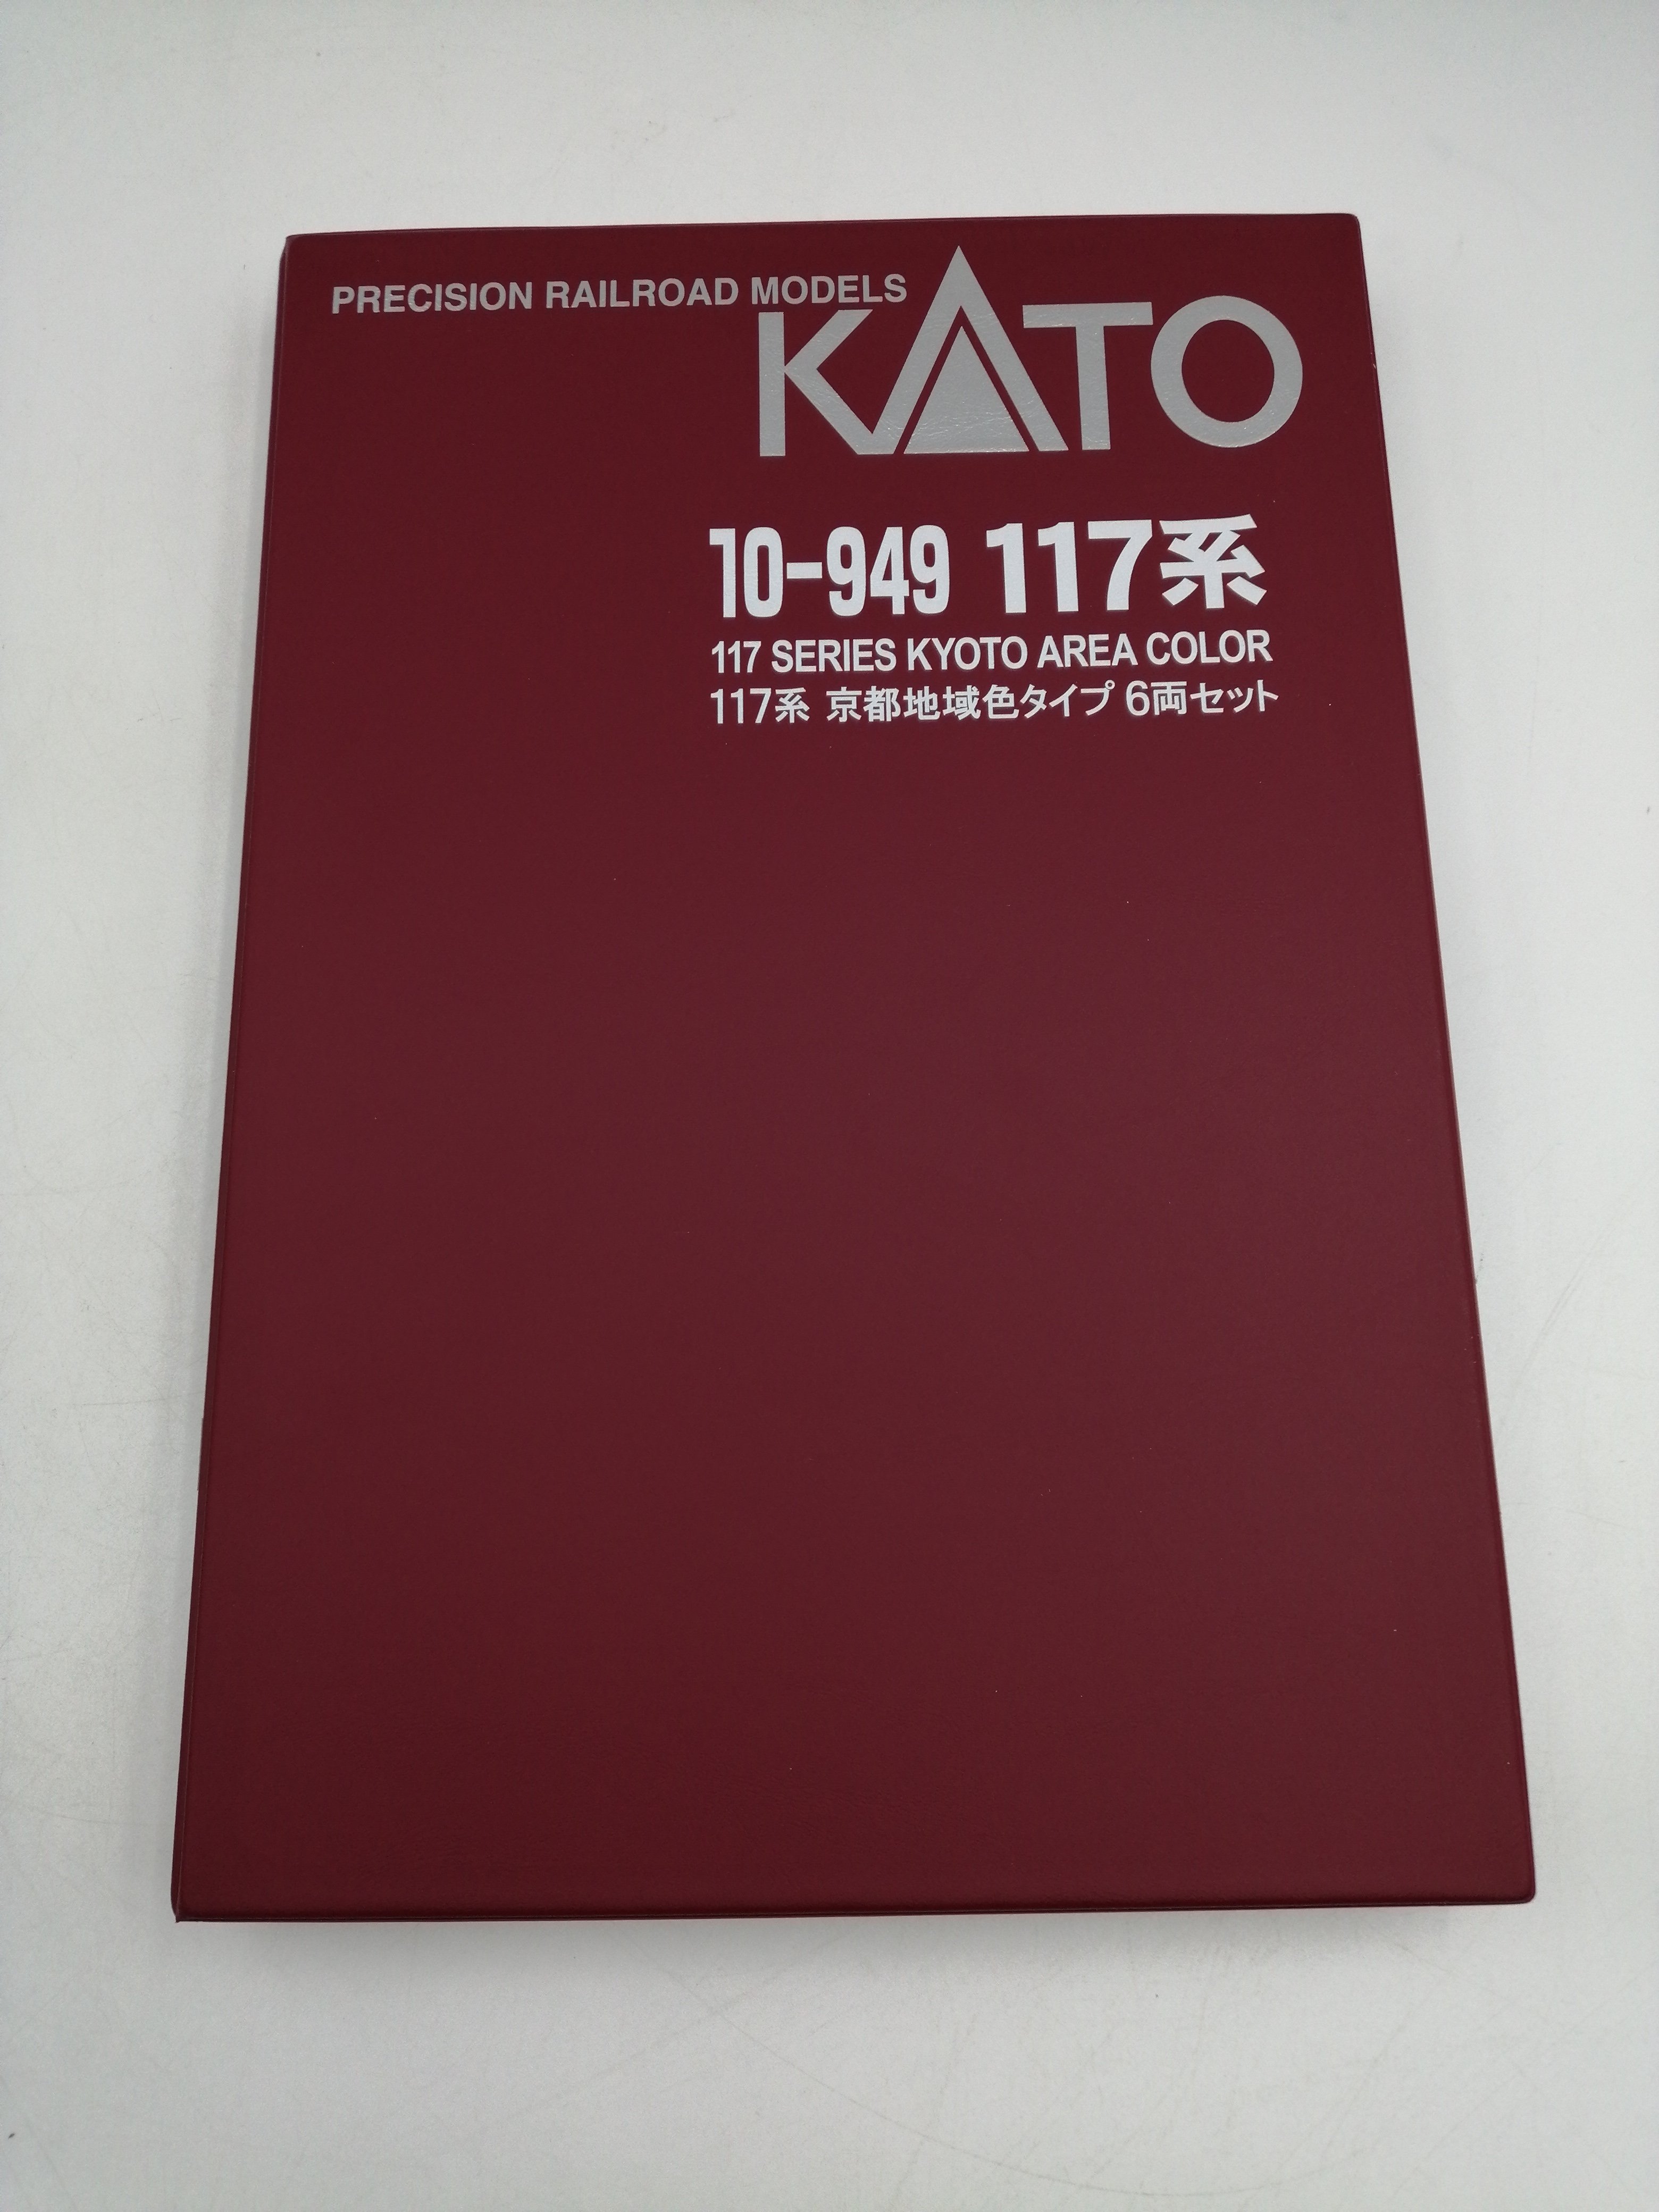 PRECISION RAILROAD MODELS
KATO
10-949 117系
117 SERIES KYOTO AREA COLOR
117系 京都地域色タイプ 6両セット